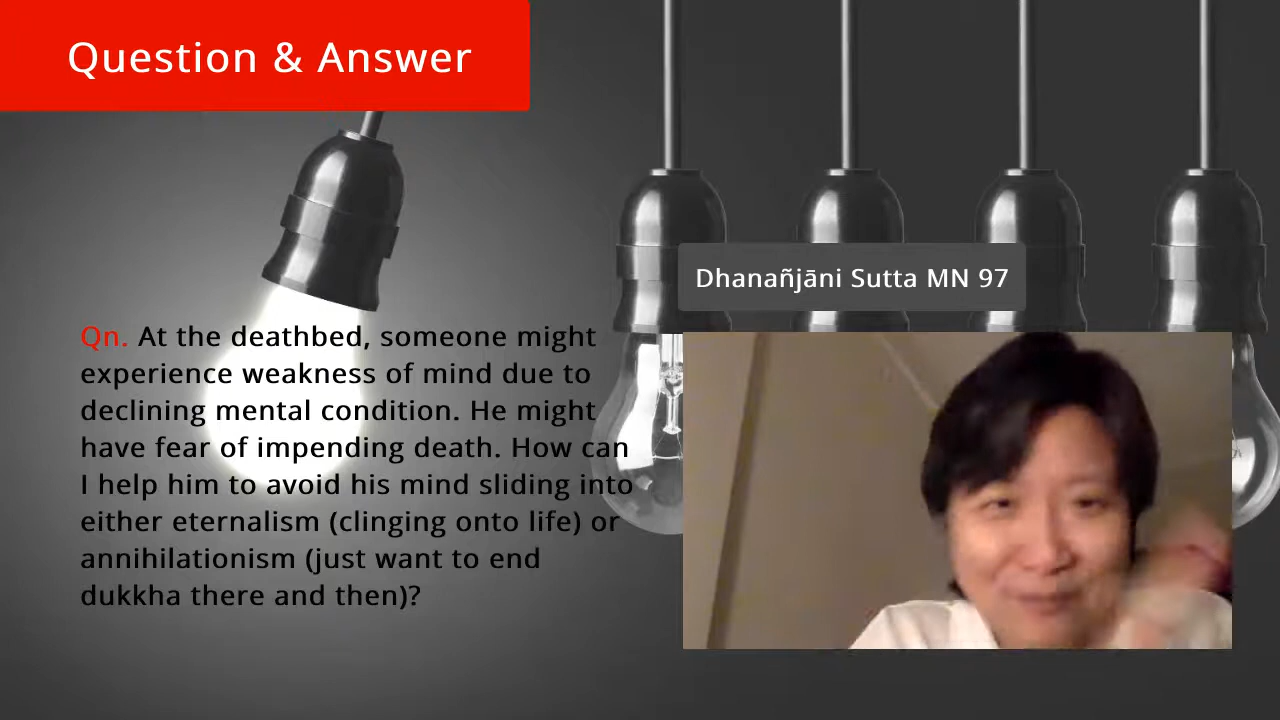 Question & Answer
Dhanañjāni Sutta MN 97
Qn. At the deathbed, someone might
experience weakness of mind due to
declining mental condition. He might
have fear of impending death. How can
I help him to avoid his mind sliding into
either eternalism (clinging onto life) or
annihilationism (just want to end
dukkha there and then)?